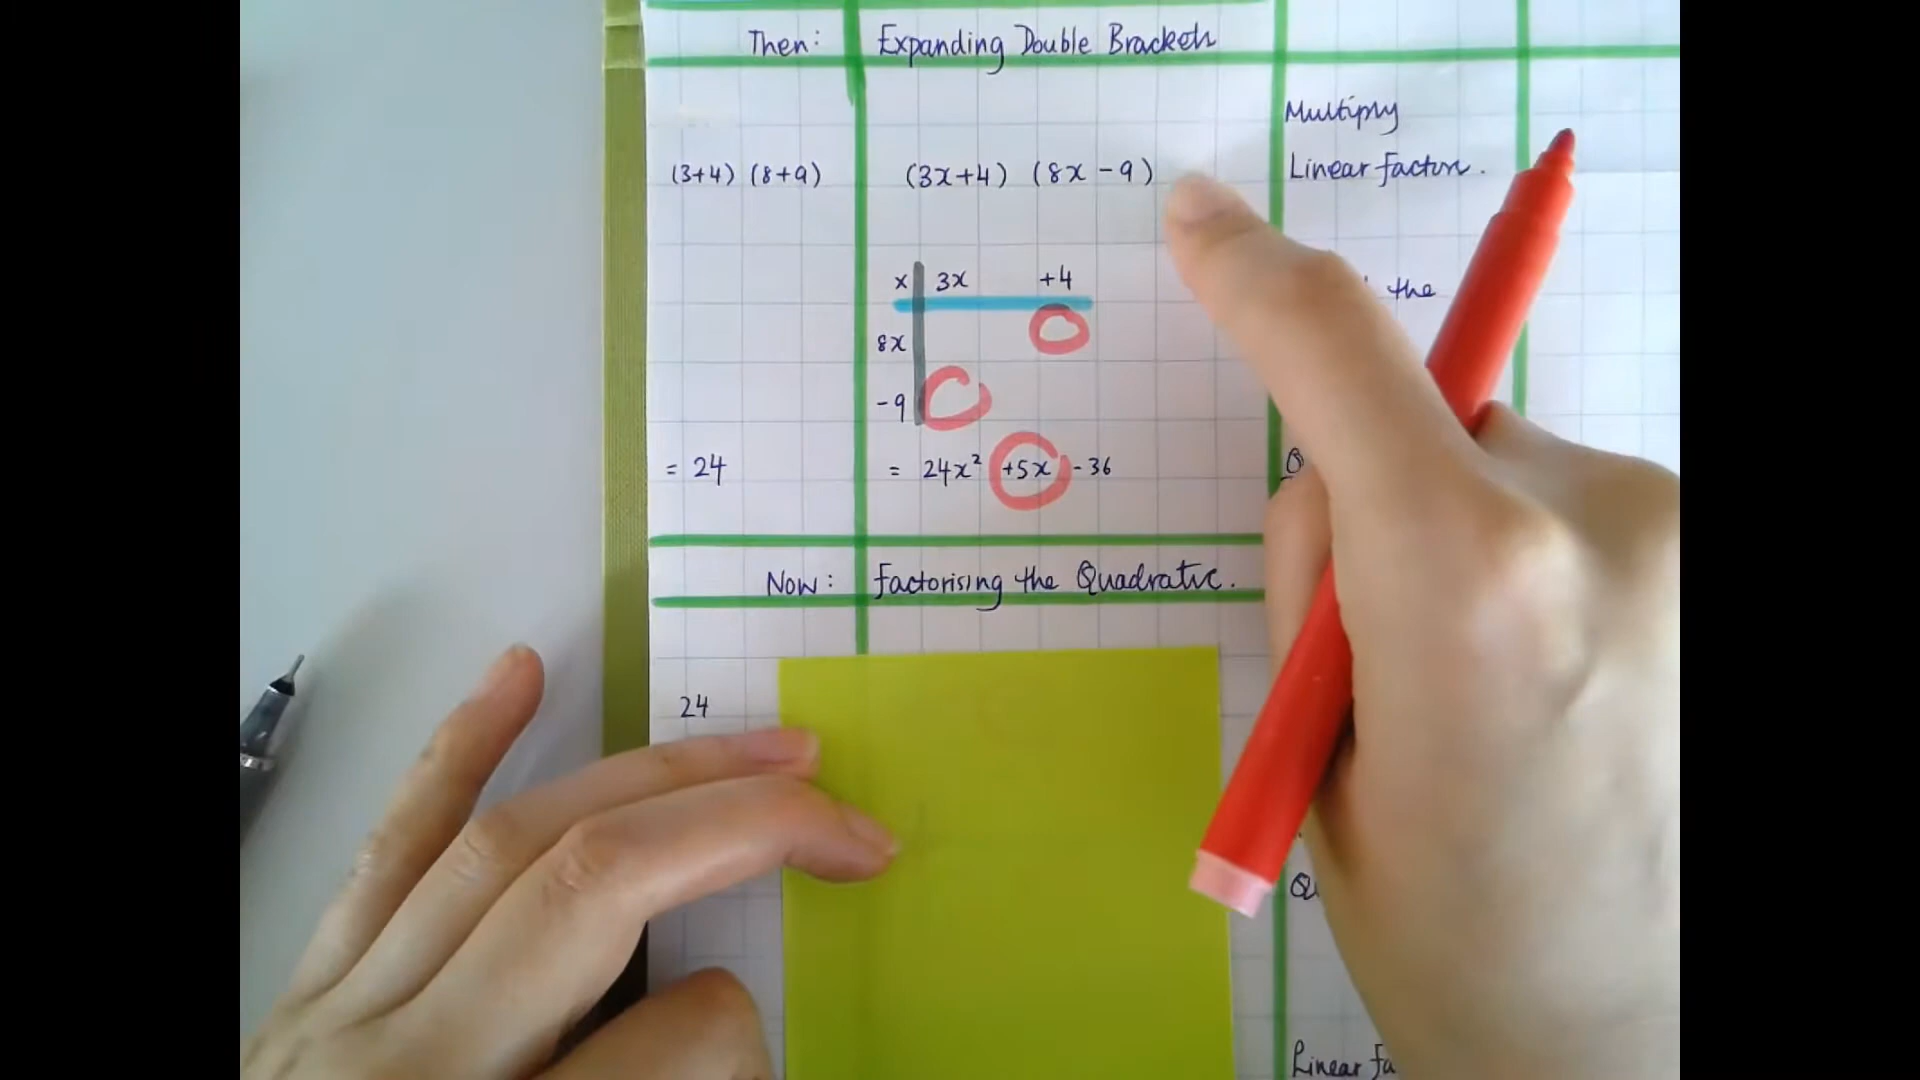 Then: Expanding Double Brackets
Multiply
(3+4) (8+9) (3x+4) (8x-9) Linear factors.
x 3x +4 the
8x
-9
= 24 = 24x² +5x - 36
Now: factorising the Quadratic.
24
Linear